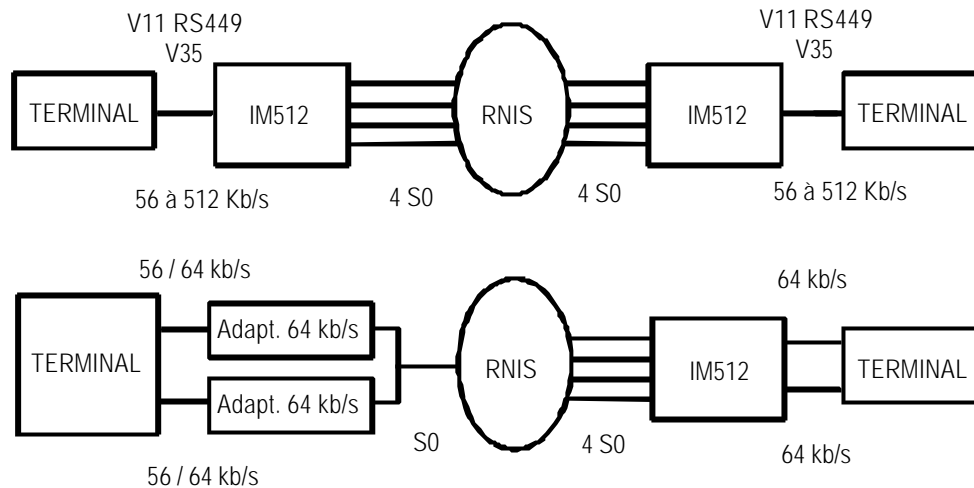 V11 RS449
V35
V11 RS449
V35
TERMINAL
IM512
RNIS
IM512
TERMINAL
56 à 512 Kb/s
4 S0
4 S0
56 à 512 Kb/s
56 / 64 kb/s
64 kb/s
TERMINAL
Adapt. 64 kb/s
Adapt. 64 kb/s
RNIS
IM512
TERMINAL
S0
4 S0
64 kb/s
56 / 64 kb/s